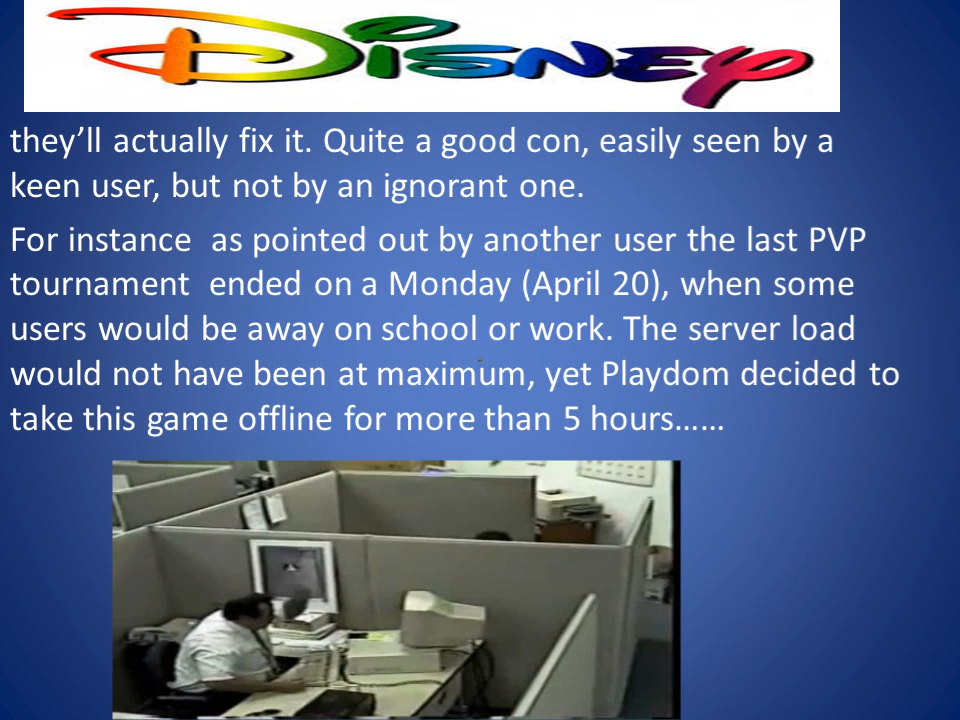 Disney
they’ll actually fix it. Quite a good con, easily seen by a
keen user, but not by an ignorant one.
For instance  as pointed out by another user the last PVP
tournament  ended on a Monday (April 20), when some
users would be away on school or work. The server load
would not have been at maximum, yet Playdom decided to
take this game offline for more than 5 hours……